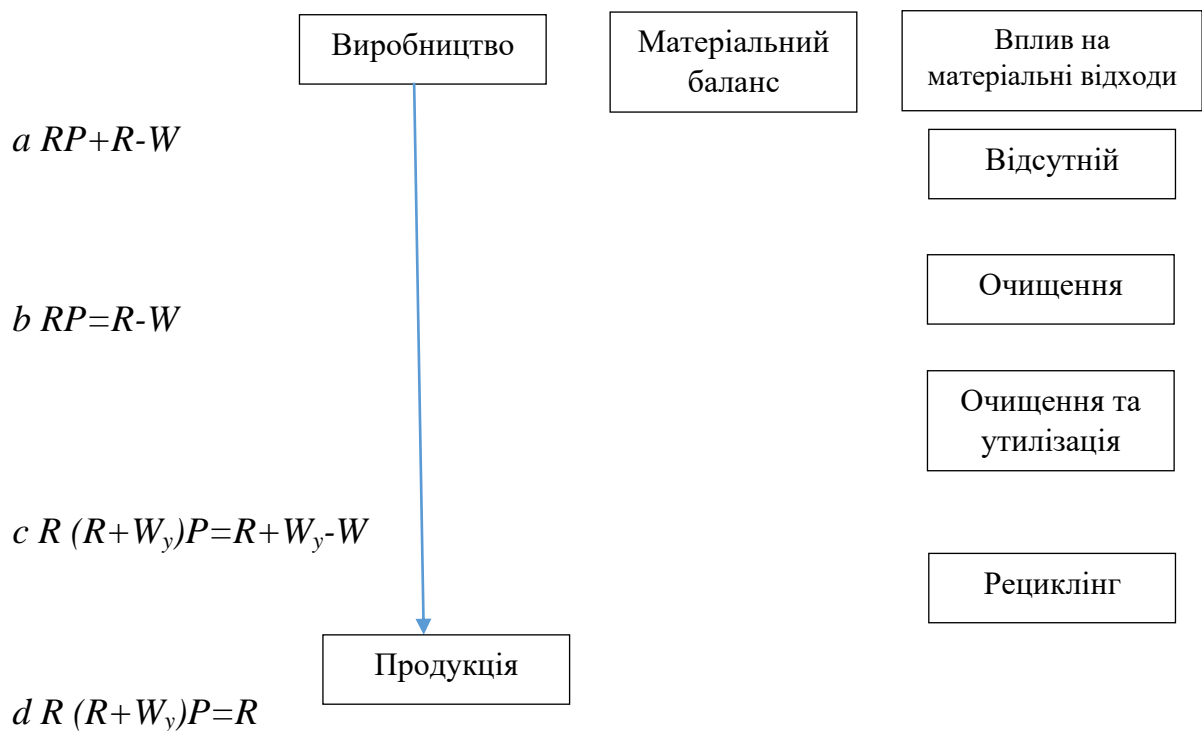 Виробництво
Матеріальний
баланс
Вплив на
матеріальні відходи
a RP+R-W
Відсутній
Очищення
b RP=R-W
Очищення та
утилізація
c R (R+Wy)P=R+Wy-W
Рециклінг
Продукція
d R (R+Wy)P=R